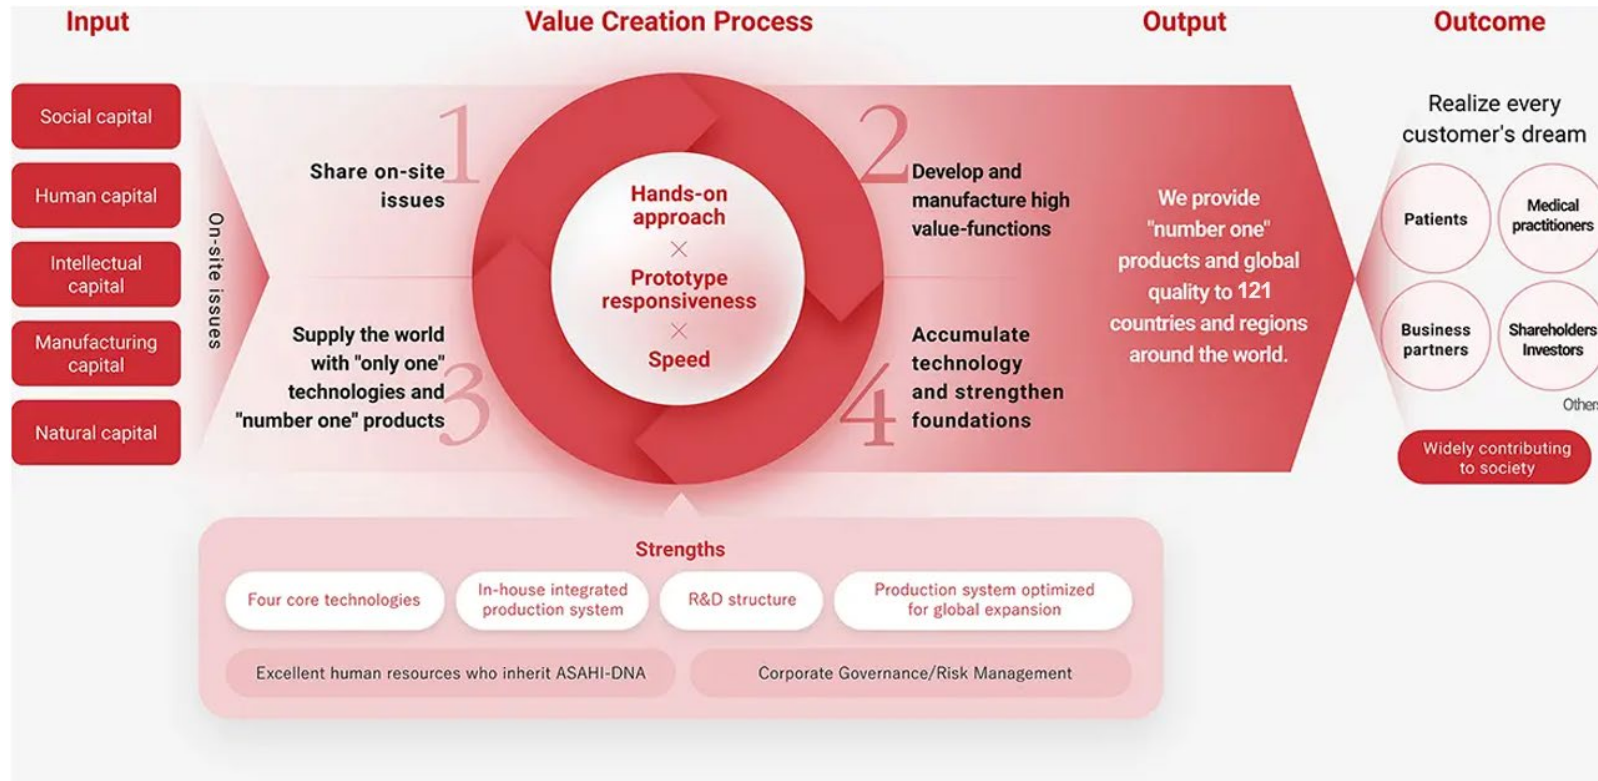 Input
Value Creation Process
Output
Outcome
Social capital
Human capital
Intellectual
capital
Manufacturing
capital
Natural capital
On-site issues
1
Share on-site
issues
2
Develop and
manufacture high
value-functions
Supply the world
with "only one"
technologies and
"number one" products
3
4
Accumulate
technology
and strengthen
foundations
Hands-on
approach
×
Prototype
responsiveness
×
Speed
We provide
"number one"
products and global
quality to 121
countries and regions
around the world.
Realize every
customer's dream
Patients
Medical
practitioners
Business
partners
Shareholders
Investors
Others
Widely contributing
to society
Strengths
Four core technologies
In-house integrated
production system
R&D structure
Production system optimized
for global expansion
Excellent human resources who inherit ASAHI-DNA
Corporate Governance/Risk Management